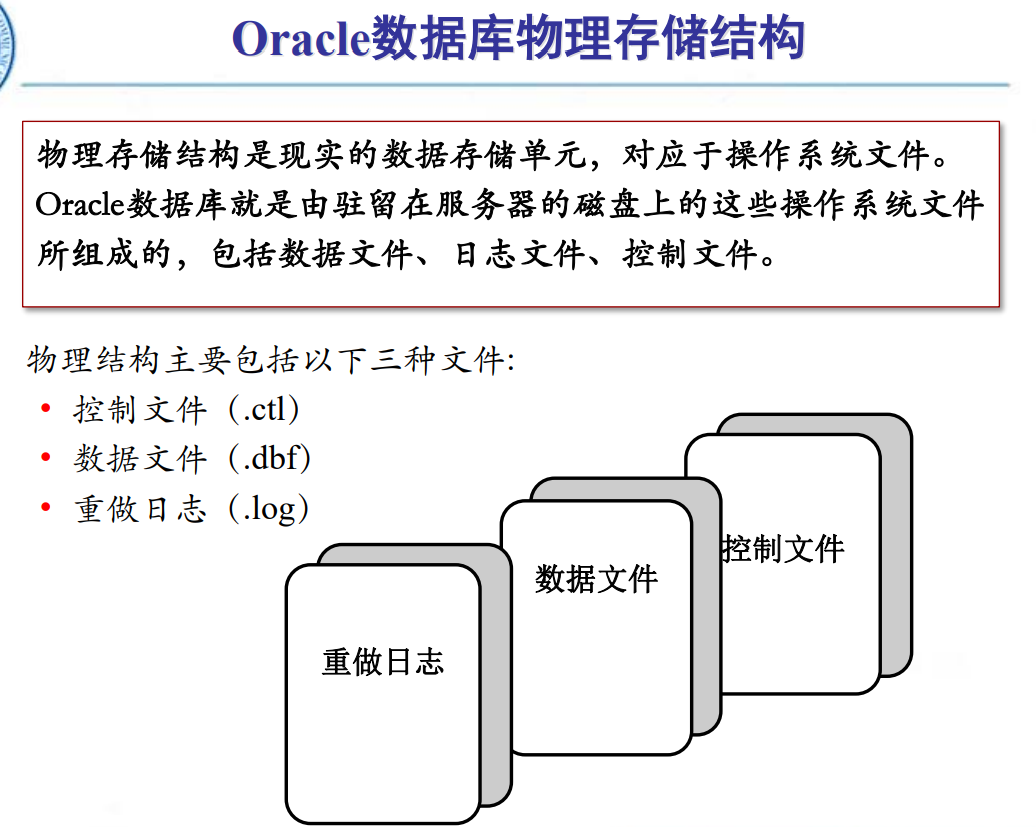 Oracle数据库物理存储结构
物理存储结构是现实的数据存储单元，对应于操作系统文件。
Oracle数据库就是由驻留在服务器的磁盘上的这些操作系统文件
所组成的，包括数据文件、日志文件、控制文件。
物理结构主要包括以下三种文件:
• 控制文件（.ctl）
• 数据文件（.dbf）
• 重做日志（.log）
控制文件
数据文件
重做日志